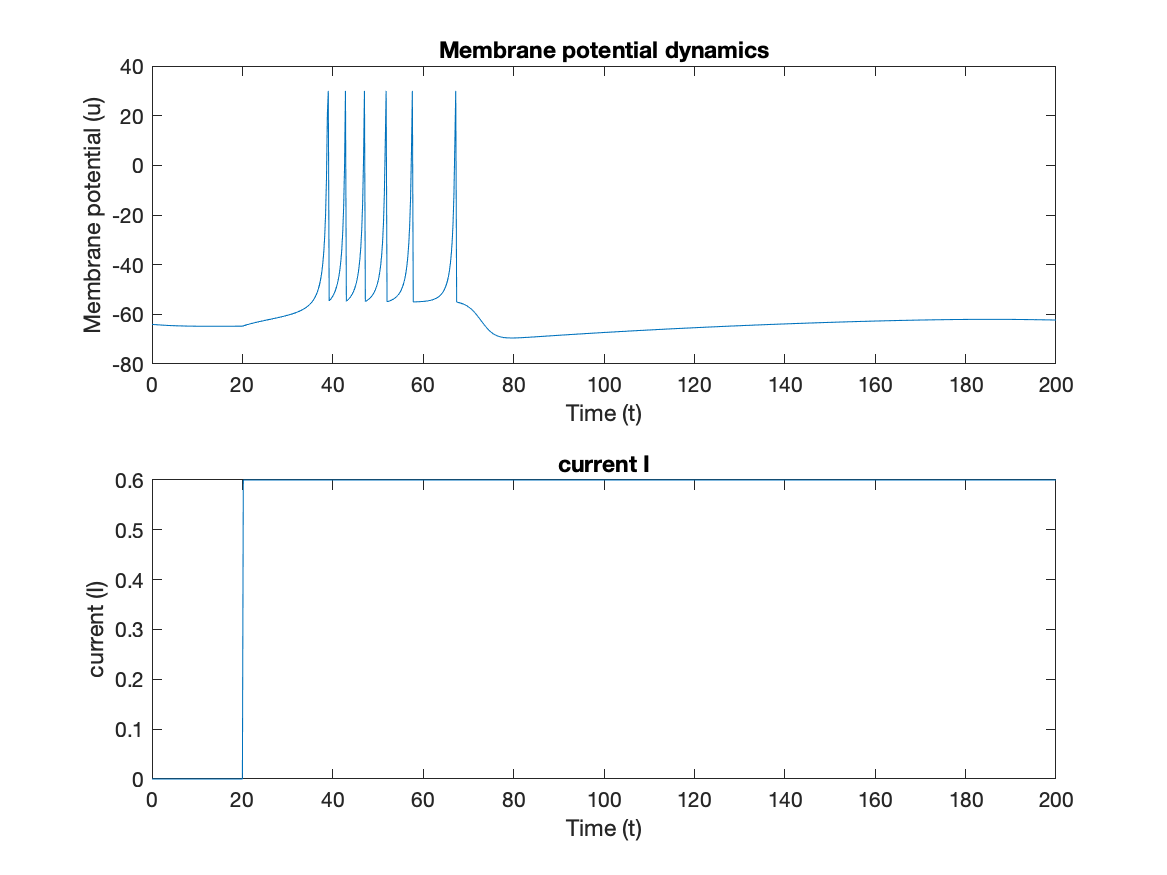 Membrane potential dynamics
Membrane potential (u)
40
20
0
-20
-40
-60
-80
0 20 40 60 80 100 120 140 160 180 200
Time (t)
current I
current (I)
0.6
0.5
0.4
0.3
0.2
0.1
0
0 20 40 60 80 100 120 140 160 180 200
Time (t)